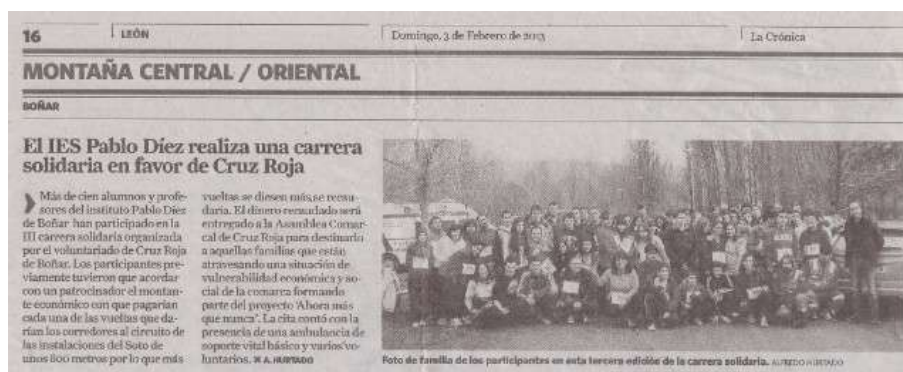 16
LEÓN
Domingo, 3 de Febrero de 2013
La Crónica
MONTAÑA CENTRAL / ORIENTAL
BOÑAR
El IES Pablo Díez realiza una carrera
solidaria en favor de Cruz Roja
Más de cien alumnos y profe-
sores del instituto Pablo Díez
de Boñar han participado en la
III carrera solidaria organizada
por el voluntariado de Cruz Roja
de Boñar. Los participantes pre-
viamente tuvieron que acordar
con un patrocinador el montan-
te económico con que pagarían
cada una de las vueltas que da-
rían los corredores al circuito de
las instalaciones del Soto de
unos 800 metros por lo que más
vueltas se diesen más se recau-
daría. El dinero recaudado será
entregado a la Asamblea Comar-
cal de Cruz Roja para destinarlo
a aquellas familias que están
atravesando una situación de
vulnerabilidad económica y so-
cial de la comarca formando
parte del proyecto 'Ahora más
que nunca'. La cita contó con la
presencia de una ambulancia de
soporte vital básico y varios vo-
luntarios. A. HURTADO
Foto de familia de los participantes en esta tercera edición de la carrera solidaria. ALFREDO HURTADO